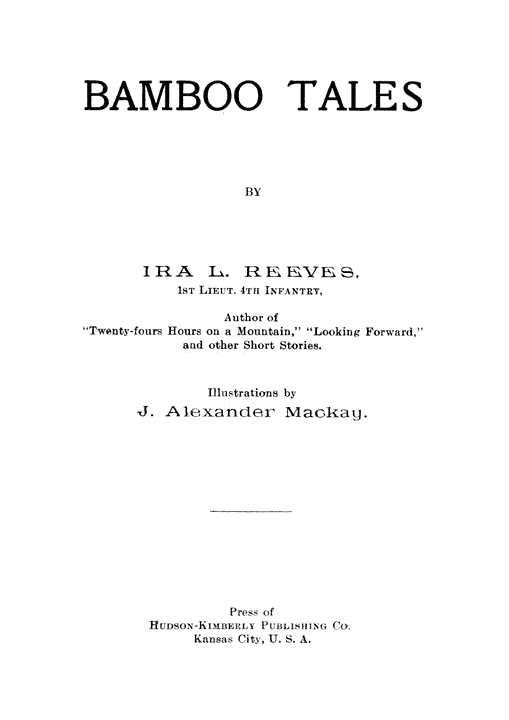 BAMBOO TALES
BY
IRA L. REEVES,
1ST LIEUT. 4TH INFANTRY,
Author of
"Twenty-fours Hours on a Mountain," "Looking Forward,"
and other Short Stories.
Illustrations by
J. Alexander Mackay.
Press of
HUDSON-KIMBERLY PUBLISHING CO.
Kansas City, U. S. A.